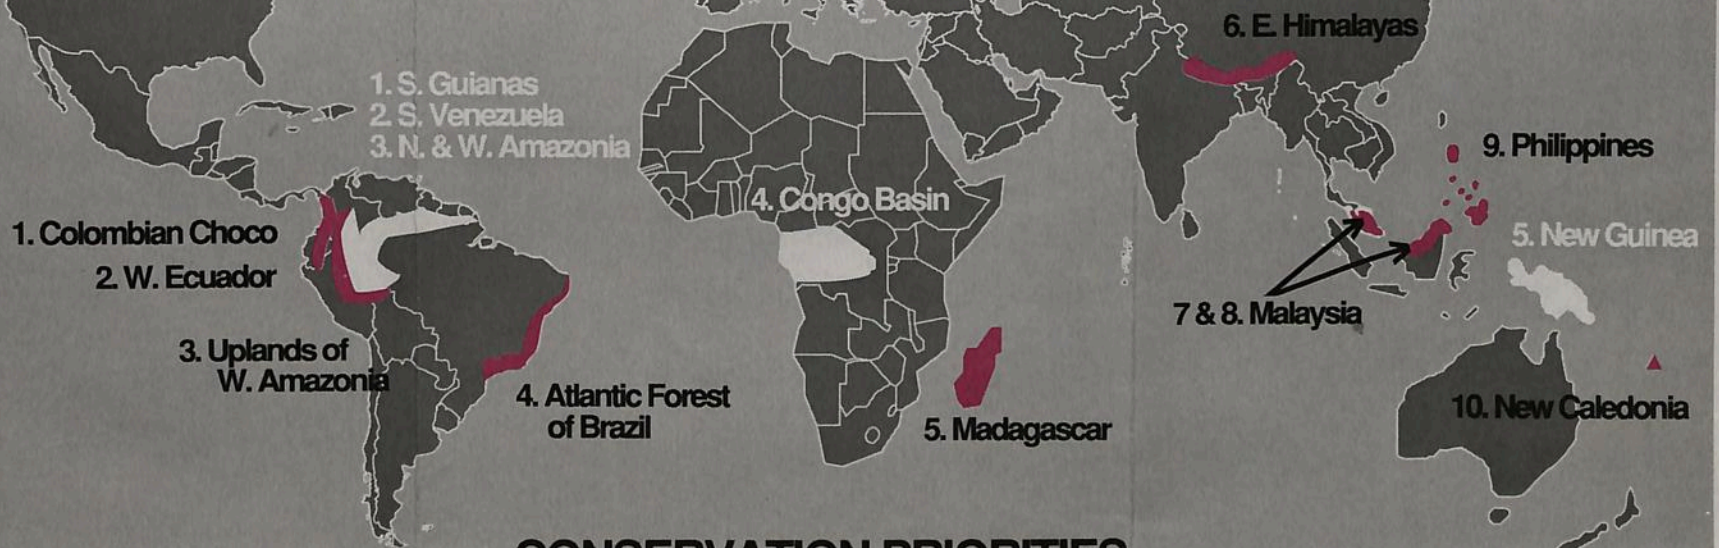 6. E. Himalayas
1. S. Guianas
2. S. Venezuela
3. N. & W. Amazonia
9. Philippines
4. Congo Basin
1. Colombian Choco
5. New Guinea
2. W. Ecuador
7 & 8. Malaysia
3. Uplands of
W. Amazonia
4. Atlantic Forest
of Brazil
5. Madagascar
10. New Caledonia
CONSERVATION PRIORITIES